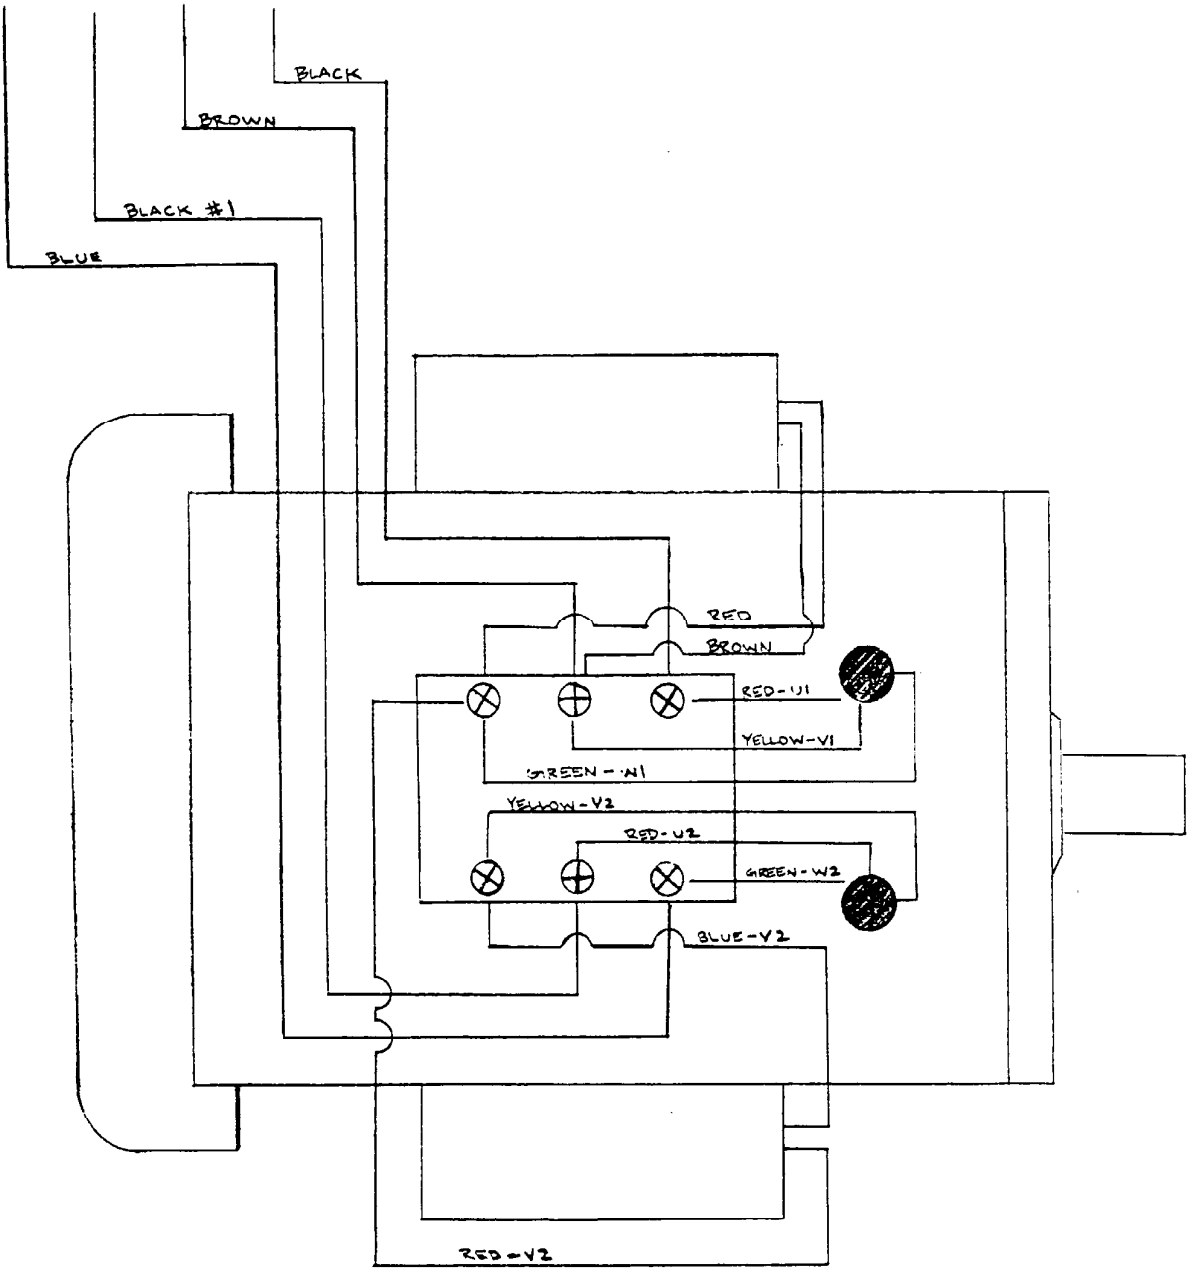 BLACK
BROWN
BLACK #1
BLUE
RED
BROWN
RED-U1
YELLOW-V1
GREEN-W1
YELLOW-V2
RED-U2
GREEN-W2
BLUE-V2
RED-V2